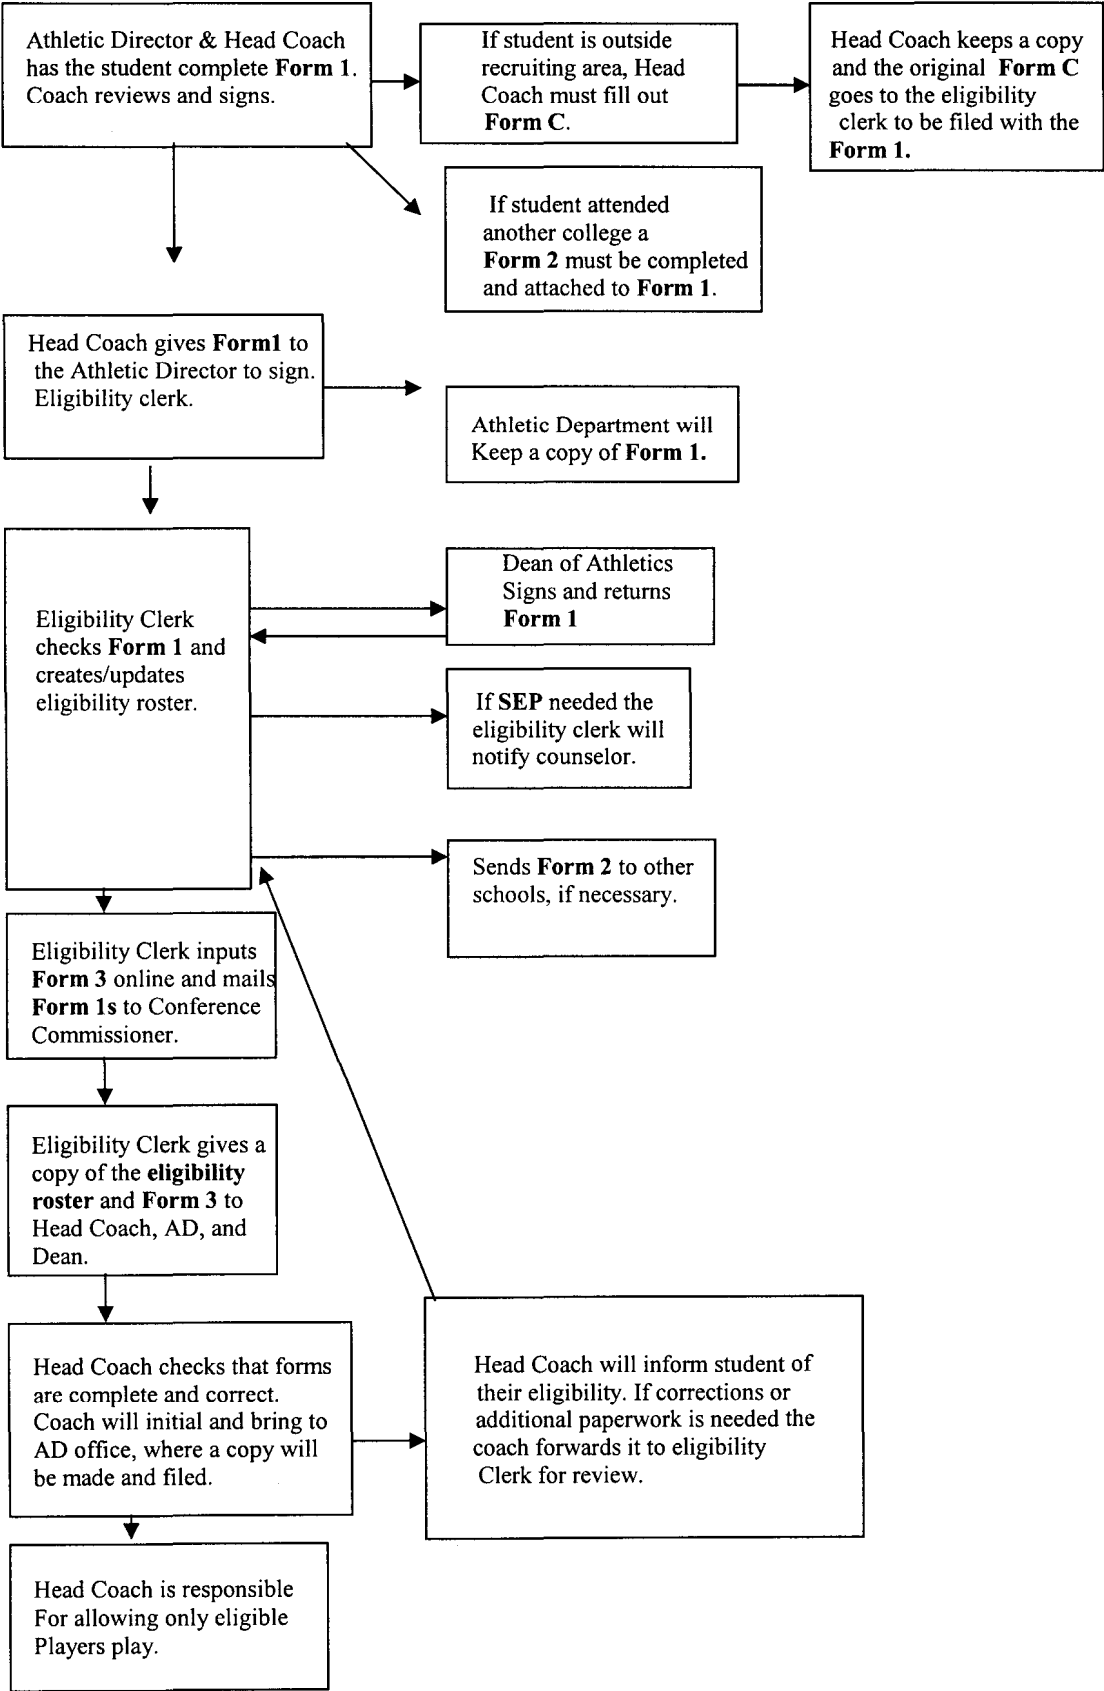 Athletic Director & Head Coach
has the student complete Form 1.
Coach reviews and signs.
If student is outside
recruiting area, Head
Coach must fill out
Form C.
Head Coach keeps a copy
and the original Form C
goes to the eligibility
clerk to be filed with the
Form 1.
If student attended
another college a
Form 2 must be completed
and attached to Form 1.
Head Coach gives Form1 to
the Athletic Director to sign.
Eligibility clerk.
Athletic Department will
Keep a copy of Form 1.
Eligibility Clerk
checks Form 1 and
creates/updates
eligibility roster.
Dean of Athletics
Signs and returns
Form 1
If SEP needed the
eligibility clerk will
notify counselor.
Sends Form 2 to other
schools, if necessary.
Eligibility Clerk inputs
Form 3 online and mails
Form 1s to Conference
Commissioner.
Eligibility Clerk gives a
copy of the eligibility
roster and Form 3 to
Head Coach, AD, and
Dean.
Head Coach checks that forms
are complete and correct.
Coach will initial and bring to
AD office, where a copy will
be made and filed.
Head Coach will inform student of
their eligibility. If corrections or
additional paperwork is needed the
coach forwards it to eligibility
Clerk for review.
Head Coach is responsible
For allowing only eligible
Players play.